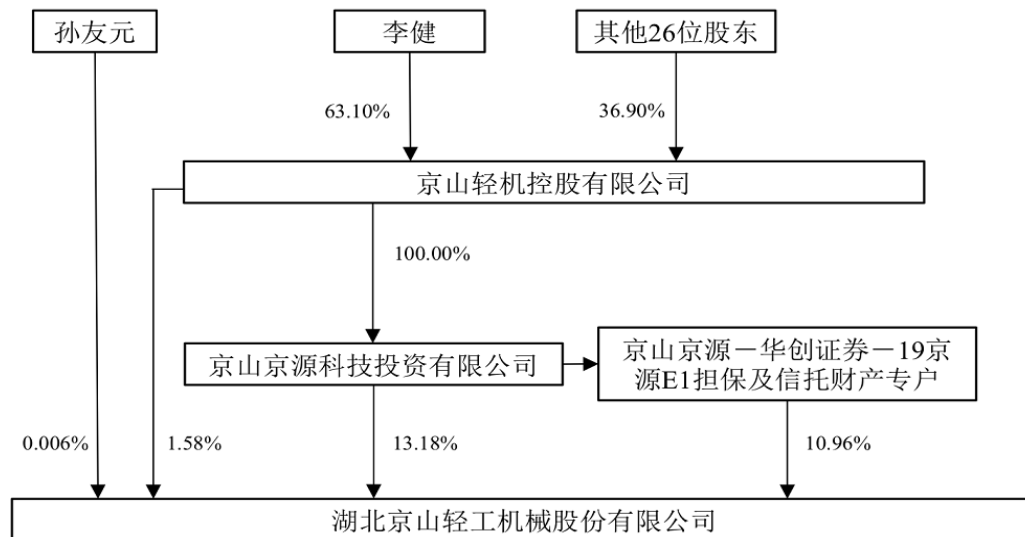 孙友元
李健
其他26位股东
63.10%
36.90%
京山轻机控股有限公司
100.00%
京山京源科技投资有限公司
京山京源－华创证券－19京
源E1担保及信托财产专户
0.006%
1.58%
13.18%
10.96%
湖北京山轻工机械股份有限公司